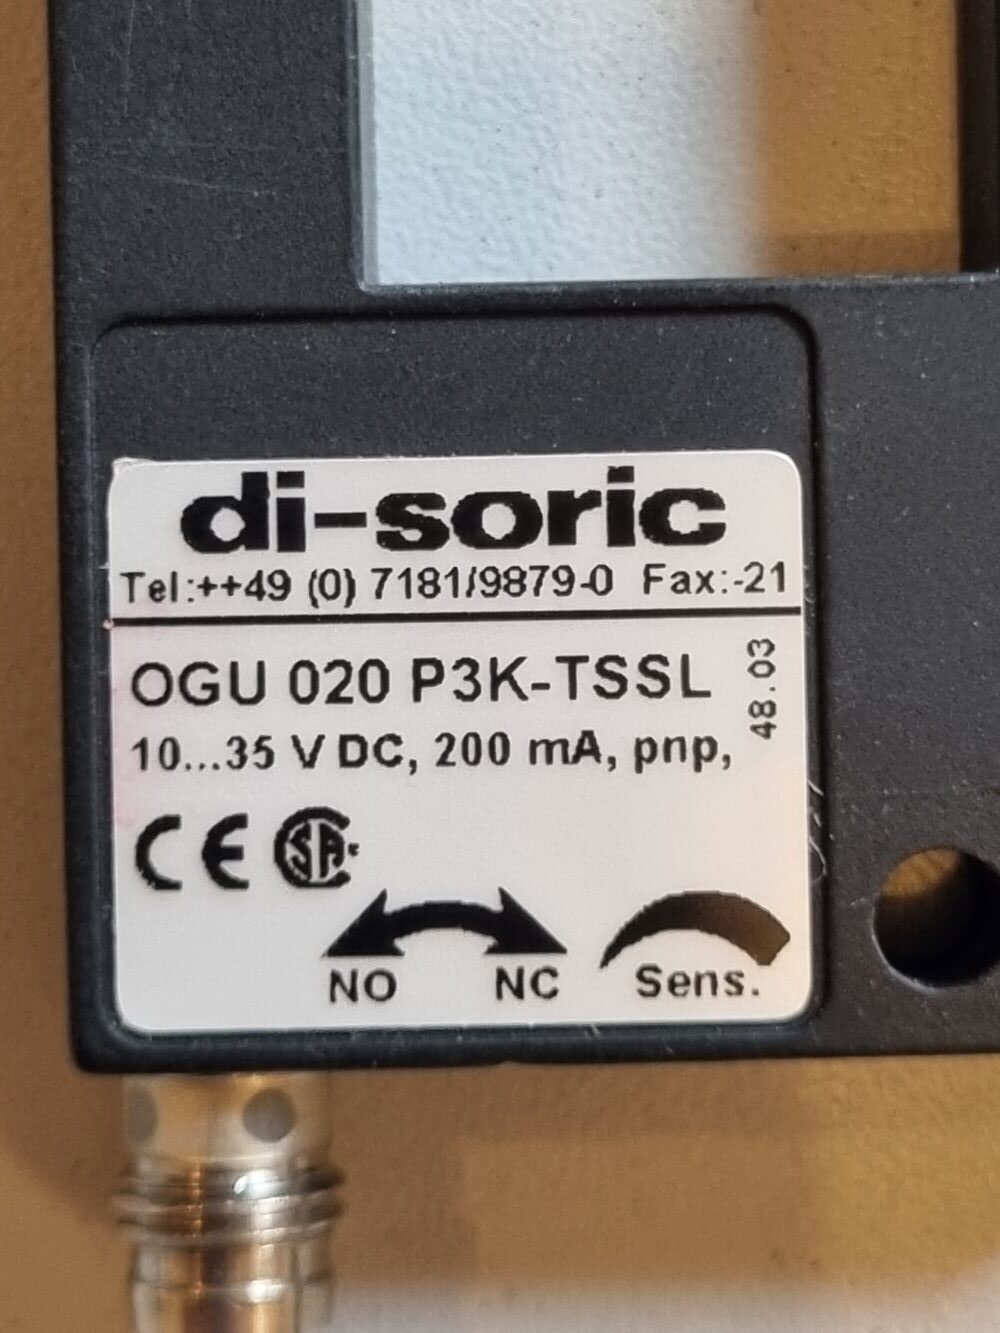 di-soric
Tel:++49 (0) 7181/9879-0 Fax:-21
OGU 020 P3K-TSSL
48.03
10...35 V DC, 200 mA, pnp,
CE SA
NO NC Sens.